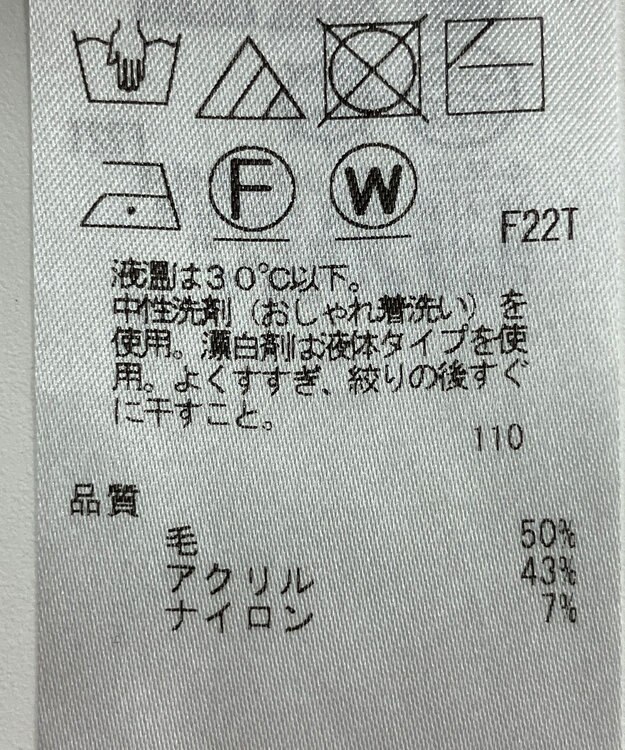 F
W
F22T
液温は30℃以下。
中性洗剤（おしゃれ着洗い）を
使用。漂白剤は液体タイプを使
用。よくすすぎ、絞りの後すぐ
に干すこと。
110
品質
毛 50%
アクリル 43%
ナイロン 7%